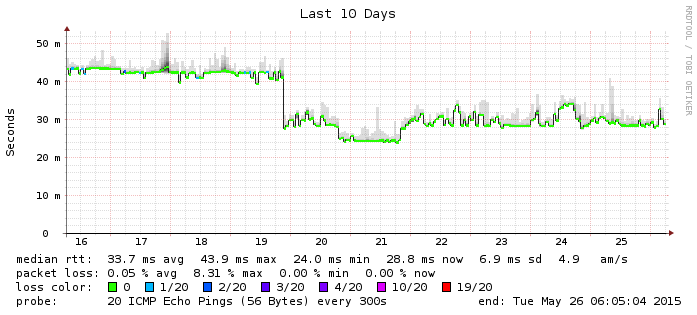 Last 10 Days
RRDTOOL / TOBI OETIKER
Seconds
50 m
40 m
30 m
20 m
10 m
0
16 17 18 19 20 21 22 23 24 25
median rtt: 33.7 ms avg 43.9 ms max 24.0 ms min 28.8 ms now 6.9 ms sd 4.9 am/s
packet loss: 0.05 % avg 8.31 % max 0.00 % min 0.00 % now
loss color: 0 1/20 2/20 3/20 4/20 10/20 19/20
probe: 20 ICMP Echo Pings (56 Bytes) every 300s end: Tue May 26 06:05:04 2015